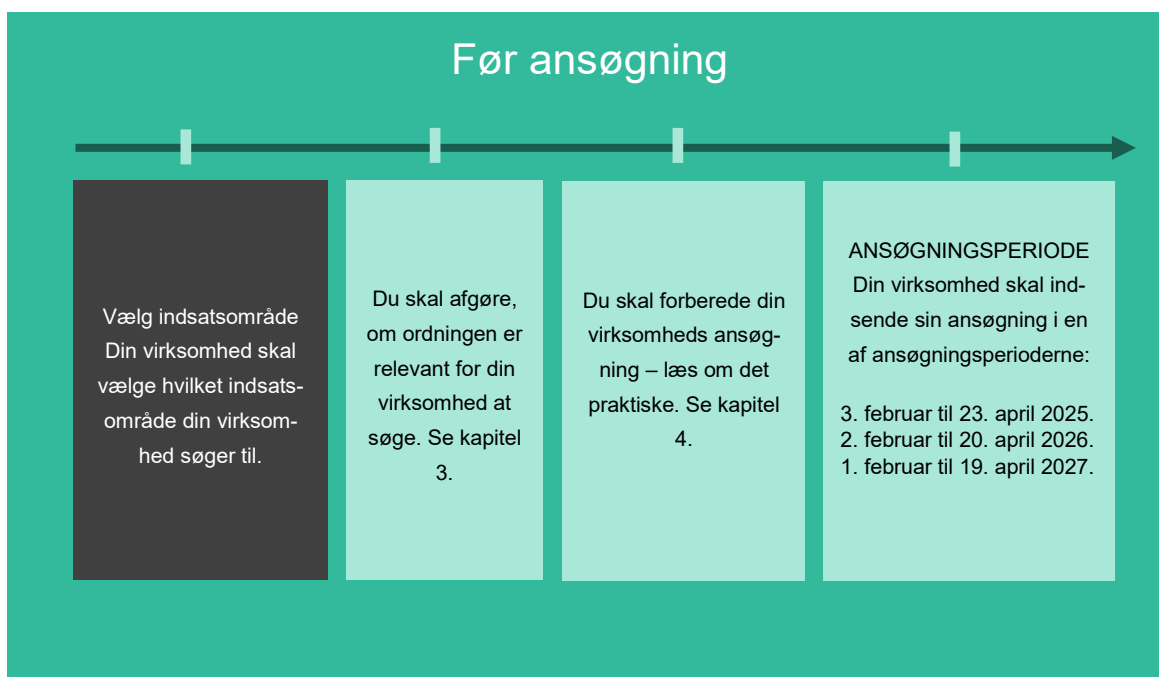 Før ansøgning
Vælg indsatsområde
Din virksomhed skal
vælge hvilket indsats-
område din virksom-
hed søger til.
Du skal afgøre,
om ordningen er
relevant for din
virksomhed at
søge. Se kapitel
3.
Du skal forberede din
virksomheds ansøg-
ning – læs om det
praktiske. Se kapitel
4.
ANSØGNINGSPERIODE
Din virksomhed skal ind-
sende sin ansøgning i en
af ansøgningsperioderne:
3. februar til 23. april 2025.
2. februar til 20. april 2026.
1. februar til 19. april 2027.